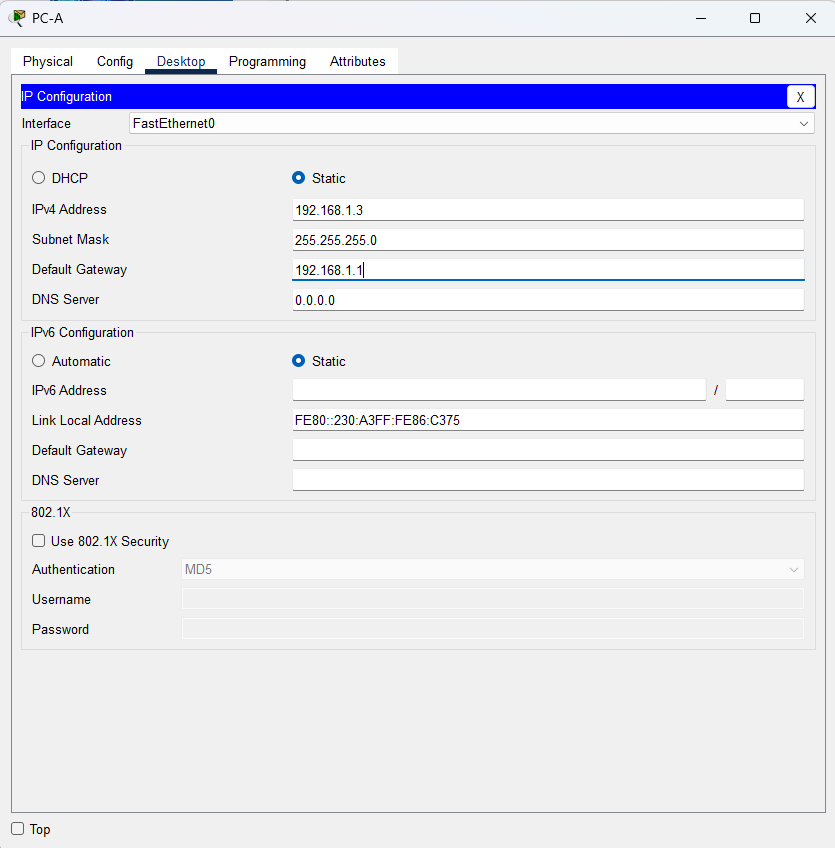 PC-A
Physical Config Desktop Programming Attributes
IP Configuration X
Interface FastEthernet0
IP Configuration
DHCP Static
IPv4 Address 192.168.1.3
Subnet Mask 255.255.255.0
Default Gateway 192.168.1.1
DNS Server 0.0.0.0
IPv6 Configuration
Automatic Static
IPv6 Address /
Link Local Address FE80::230:A3FF:FE86:C375
Default Gateway
DNS Server
802.1X
Use 802.1X Security
Authentication MD5
Username
Password
Top